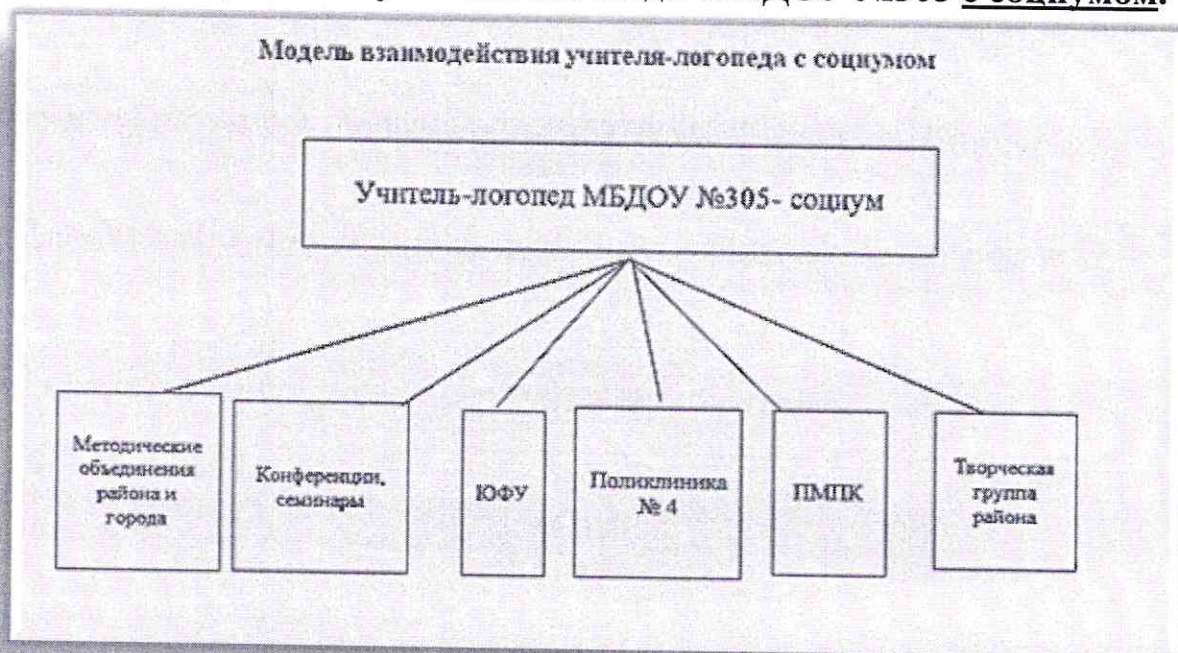 с социумом.
Модель взаимодействия учителя-логопеда с социумом
Учитель-логопед МБДОУ №305- социум
Методические
объединения
района и
города
Конференции,
семинары
ЮФУ
Поликлиника
№ 4
ПМПК
Творческая
группа
района